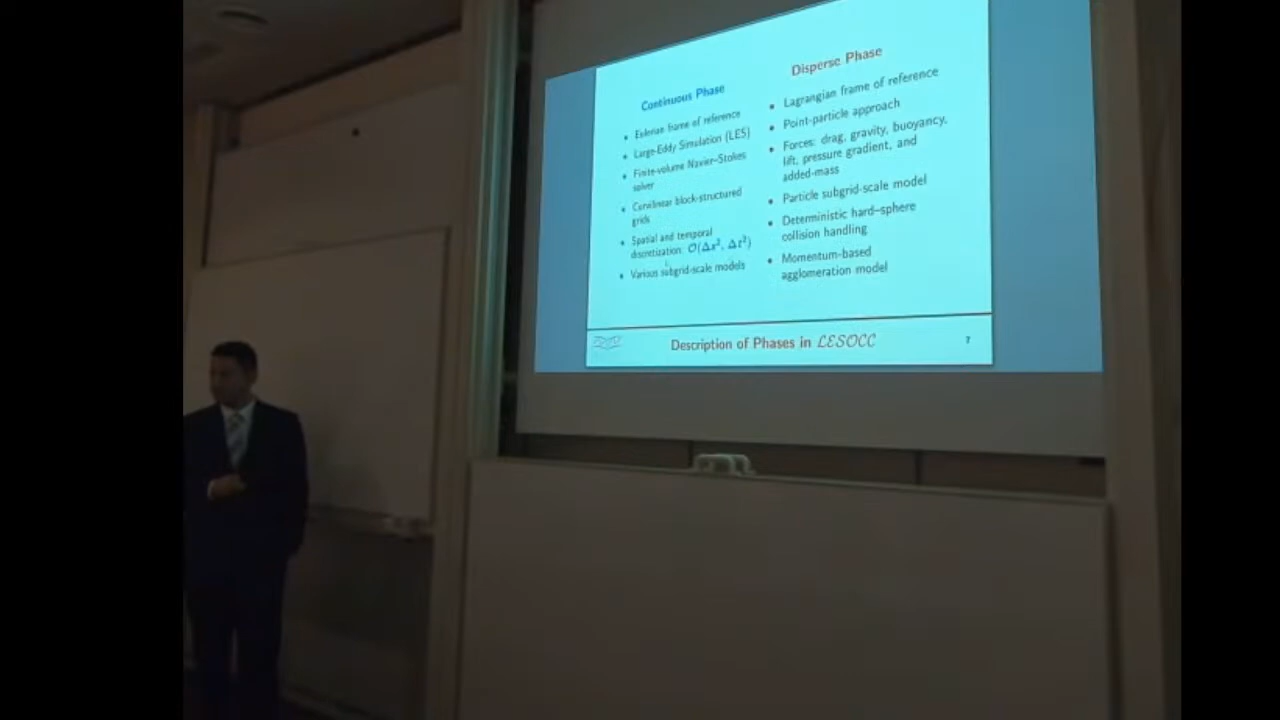 Continuous Phase
Eulerian frame of reference
Large-Eddy Simulation (LES)
Finite-volume Navier–Stokes
solver
Curvilinear block-structured
grids
Spatial and temporal
discretization: O(Δx², Δt²)
Various subgrid-scale models
Disperse Phase
Lagrangian frame of reference
Point-particle approach
Forces: drag, gravity, buoyancy,
lift, pressure gradient, and
added-mass
Particle subgrid-scale model
Deterministic hard–sphere
collision handling
Momentum-based
agglomeration model
Description of Phases in LESOCC
7